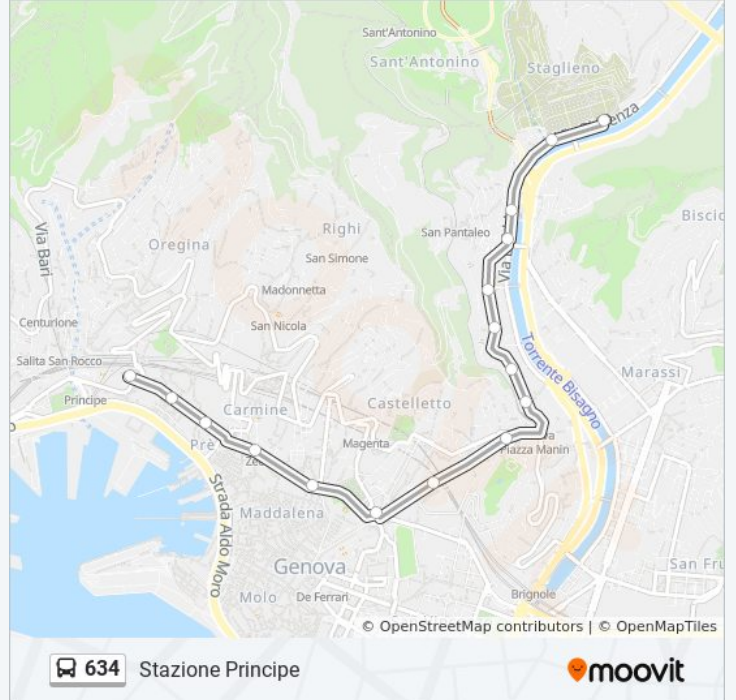 Sant'Antonino
Sant'Antonino
Staglieno
enza
Via Bari
Righi
San Pantaleo
Biscio
Oregina
San Simone
Via
Madonnetta
Centurione
San Nicola
Torrente Bisagno
Salita San Rocco
Marassi
Principe
Carmine
Castelletto
Prè
Magenta
Piazza Manin
Strada Aldo Moro
Maddalena
Genova
San Fru
Molo
De Ferrari
Brignole
© OpenStreetMap contributors | © OpenMapTiles
634 Stazione Principe
moovit